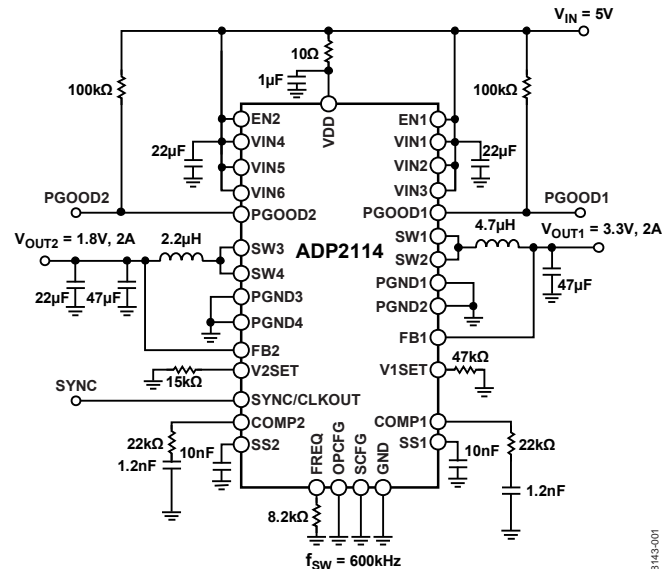 V_IN = 5V
10Ω
1µF
100kΩ
100kΩ
VDD
EN2
EN1
VIN4
VIN1
22µF
22µF
VIN5
VIN2
VIN6
VIN3
PGOOD2
PGOOD2
PGOOD1
PGOOD1
4.7µH
V_OUT2 = 1.8V, 2A
2.2µH
SW3
ADP2114
SW1
V_OUT1 = 3.3V, 2A
SW4
SW2
22µF
47µF
47µF
PGND3
PGND1
PGND4
PGND2
FB2
FB1
15kΩ
V2SET
V1SET
47kΩ
SYNC
SYNC/CLKOUT
COMP2
COMP1
22kΩ
10nF
SS2
SS1
10nF
22kΩ
1.2nF
1.2nF
FREQ
OPCFG
SCFG
GND
8.2kΩ
f_SW = 600kHz
8143-001